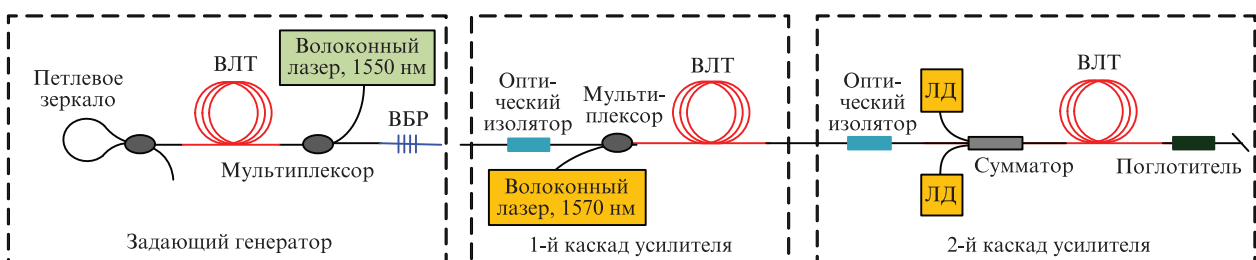 Петлевое
зеркало
ВЛТ
Волоконный
лазер, 1550 нм
ВБР
Мультиплексор
Задающий генератор
Опти-
ческий
изолятор
Мульти-
плексор
ВЛТ
Волоконный
лазер, 1570 нм
1-й каскад усилителя
Опти-
ческий
изолятор
ЛД
ЛД
Сумматор
ВЛТ
Поглотитель
2-й каскад усилителя